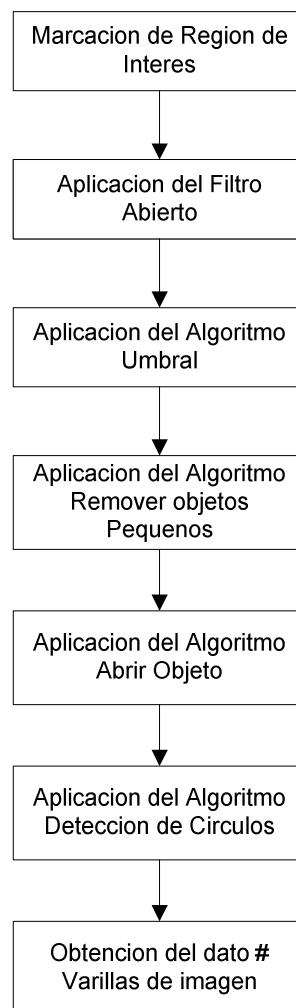 Marcacion de Region de
Interes
Aplicacion del Filtro
Abierto
Aplicacion del Algoritmo
Umbral
Aplicacion del Algoritmo
Remover objetos
Pequenos
Aplicacion del Algoritmo
Abrir Objeto
Aplicacion del Algoritmo
Deteccion de Circulos
Obtencion del dato #
Varillas de imagen